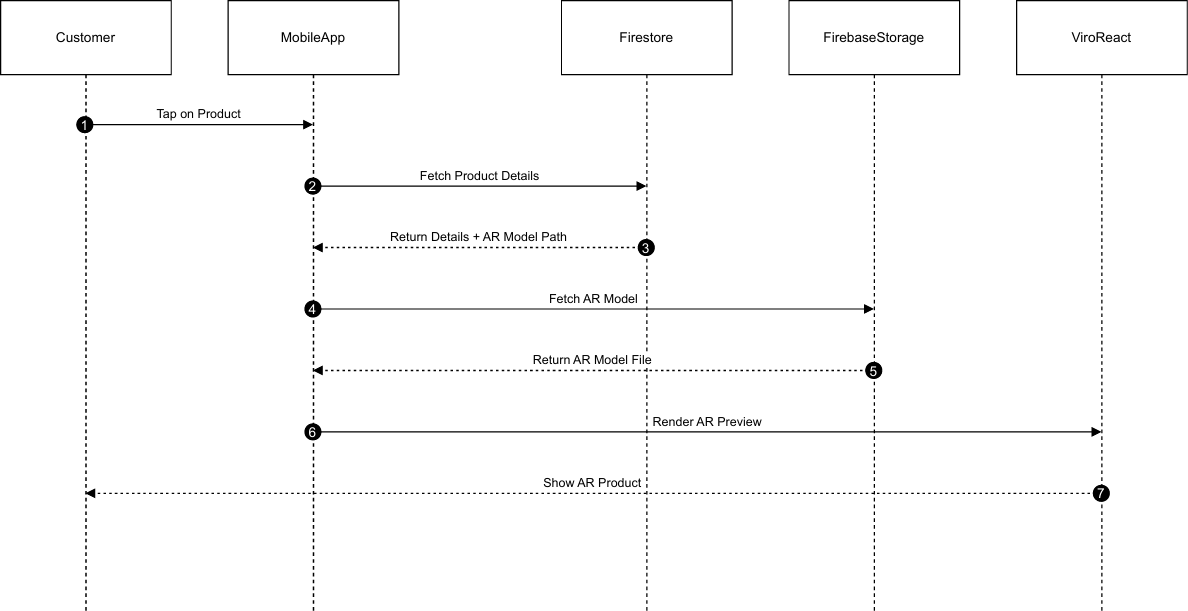 Customer
MobileApp
Firestore
FirebaseStorage
ViroReact
1
Tap on Product
2
Fetch Product Details
Return Details + AR Model Path
3
4
Fetch AR Model
Return AR Model File
5
6
Render AR Preview
Show AR Product
7